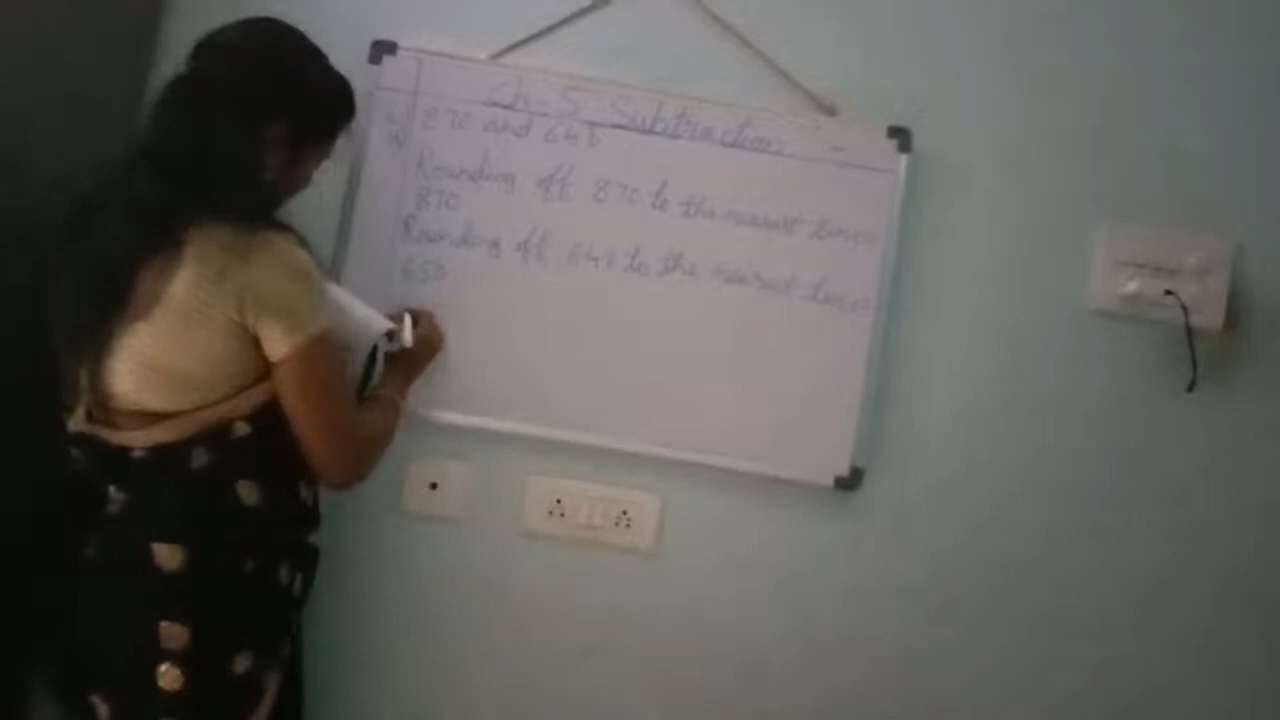 Ch-5 Subtraction
870 and 648
Rounding off 870 to the nearest tens=
870
Rounding off 648 to the nearest tens=
650